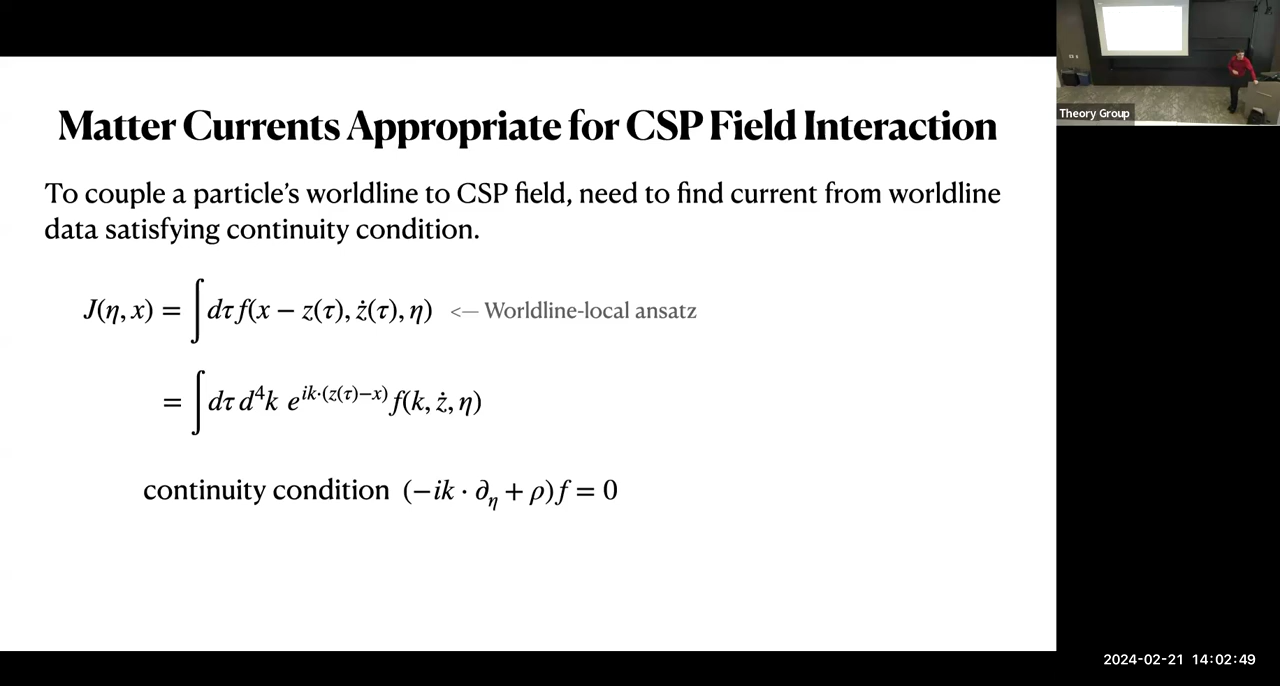 Matter Currents Appropriate for CSP Field Interaction
To couple a particle's worldline to CSP field, need to find current from worldline
data satisfying continuity condition.
J(η, x) = ∫ dτ f(x − z(τ), ż(τ), η) <— Worldline-local ansatz
= ∫ dτ d⁴k e^{ik·(z(τ)−x)} f(k, ż, η)
continuity condition (−ik · ∂_η + ρ)f = 0
Theory Group
2024-02-21 14:02:49